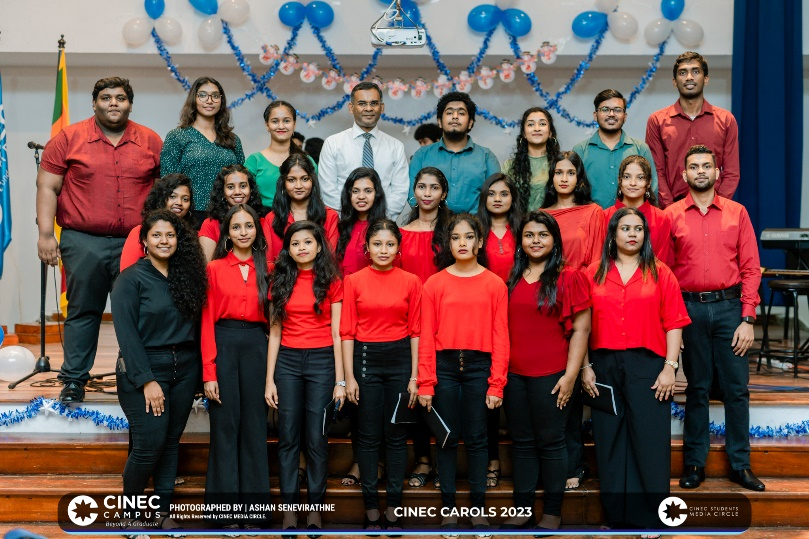 CINEC
CAMPUS
Beyond A Graduate
PHOTOGRAPHED BY | ASHAN SENEVIRATHNE
All Rights Reserved by CINEC MEDIA CIRCLE.
CINEC CAROLS 2023
CINEC STUDENTS
MEDIA CIRCLE